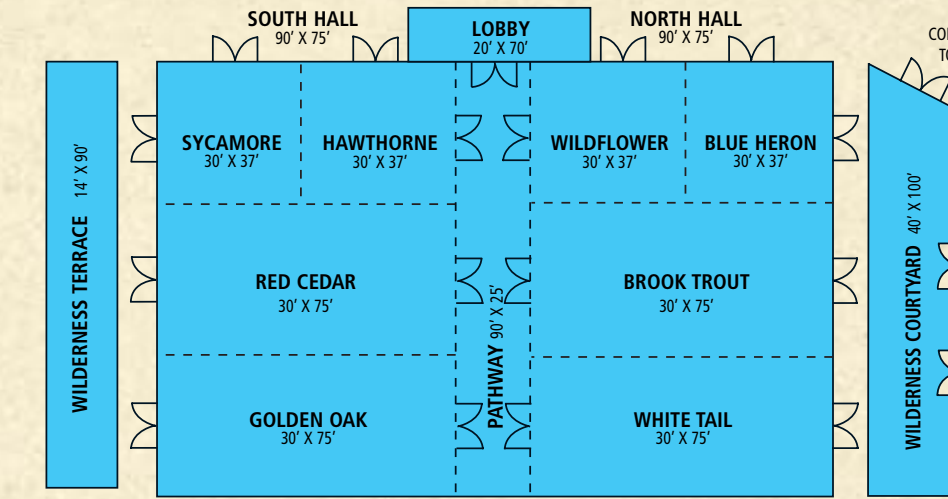 SOUTH HALL
90' X 75'
LOBBY
20' X 70'
NORTH HALL
90' X 75'
SYCAMORE
30' X 37'
HAWTHORNE
30' X 37'
WILDFLOWER
30' X 37'
BLUE HERON
30' X 37'
WILDERNESS TERRACE 14' X 90'
RED CEDAR
30' X 75'
PATHWAY 90' X 25'
BROOK TROUT
30' X 75'
WILDERNESS COURTYARD 40' X 100'
GOLDEN OAK
30' X 75'
WHITE TAIL
30' X 75'